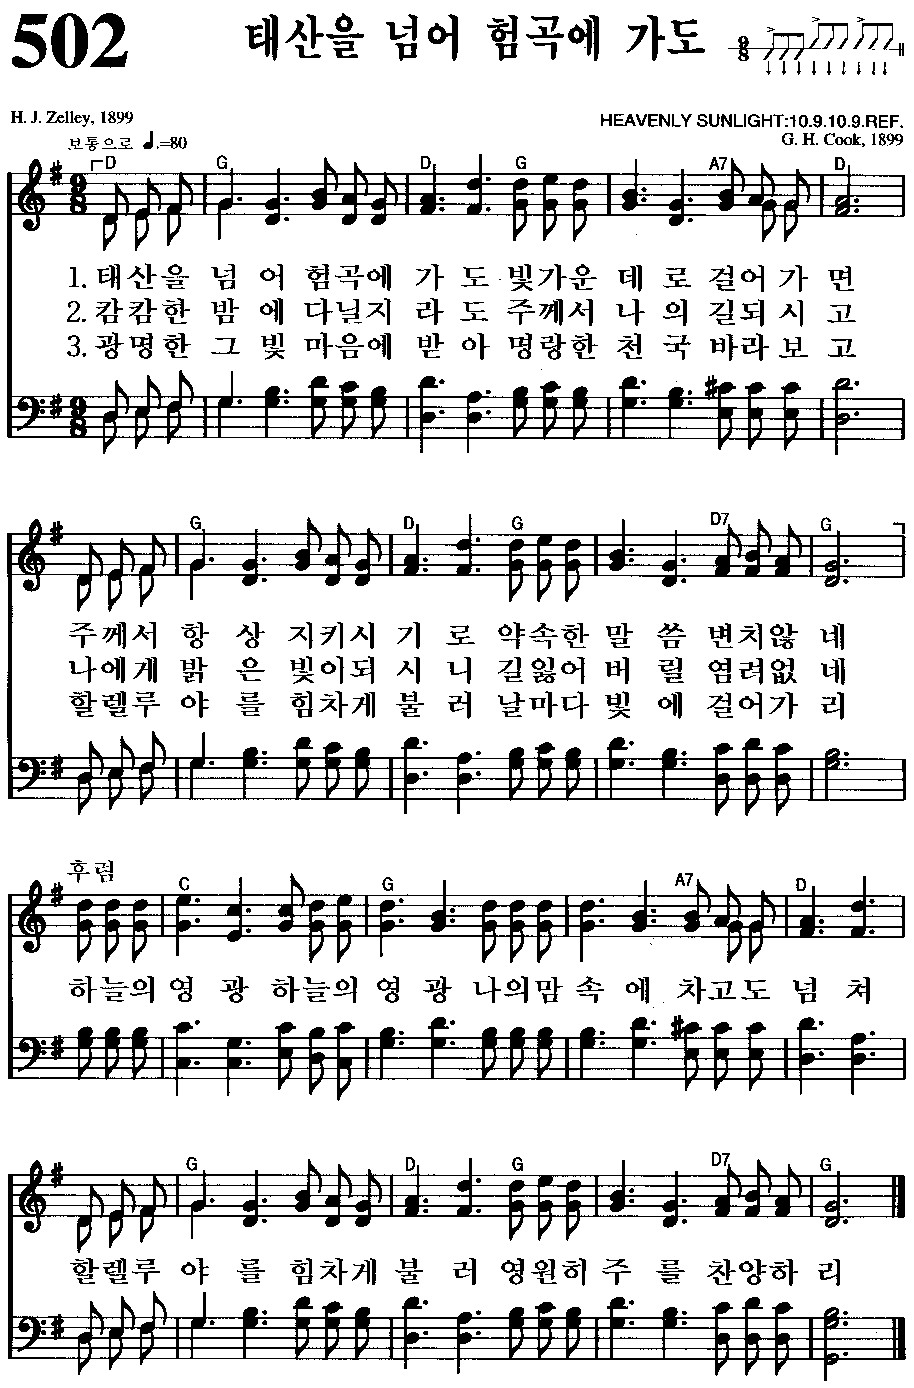 502 태산을 넘어 험곡에 가도 9/8
H. J. Zelley, 1899
HEAVENLY SUNLIGHT:10.9.10.9.REF.
보통으로 ♩.=80
G. H. Cook, 1899
D G D G A7 D
9/8
1. 태산을 넘 어 험곡에 가 도 빛가운 데 로 걸어 가 면
2. 캄캄한 밤 에 다닐지 라 도 주께서 나 의 길되 시 고
3. 광명한 그 빛 마음에 받 아 명랑한 천 국 바라 보 고
9/8
G D G D7 G
주께서 항 상 지키시 기 로 약속한 말 씀 변치않 네
나에게 밝 은 빛이되 시 니 길잃어 버 릴 염려없 네
할렐루 야 를 힘차게 불 러 날마다 빛 에 걸어가 리
후렴
C G A7 D
하늘의 영 광 하늘의 영 광 나의맘 속 에 차고도 넘 쳐
G D G D7 G
할렐루 야 를 힘차게 불 러 영원히 주 를 찬양하 리